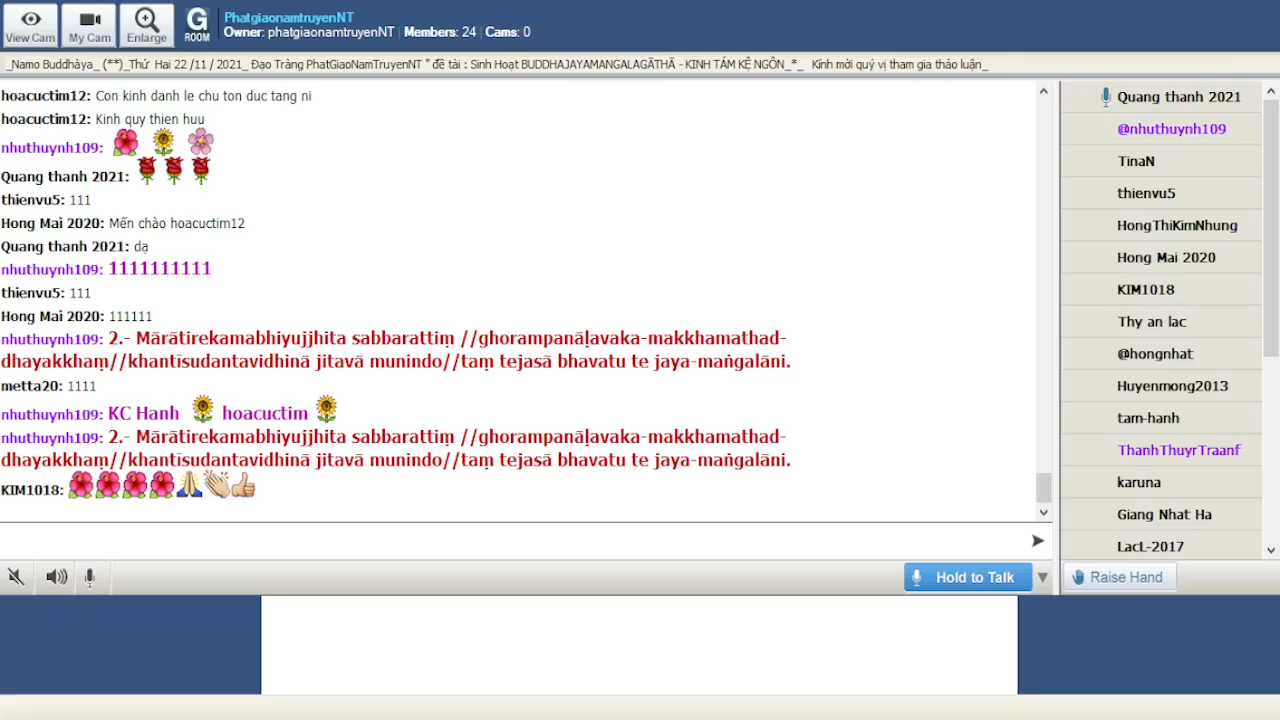 View Cam
My Cam
Enlarge
G
ROOM
PhatgiaonamtruyenNT
Owner: phatgiaonamtruyenNT | Members: 24 | Cams: 0
_Namo Buddhàya_ (**)_Thứ Hai 22 /11 / 2021_ Đạo Tràng PhatGiaoNamTruyenNT " đề tài : Sinh Hoạt BUDDHAJAYAMANGALAGĀTHĀ - KINH TÁM KỆ NGÔN_*_ Kính mời quý vị tham gia thảo luận_
hoacuctim12: Con kinh danh le chu ton duc tang ni
hoacuctim12: Kinh quy thien huu
nhuthuynh109:
Quang thanh 2021:
thienvu5: 111
Hong Mai 2020: Mến chào hoacuctim12
Quang thanh 2021: dạ
nhuthuynh109: 1111111111
thienvu5: 111
Hong Mai 2020: 111111
nhuthuynh109: 2.- Mārātirekamabhiyujjhita sabbarattiṃ //ghorampanāḷavaka-makkhamathad-
dhayakkhaṃ//khantīsudantavidhinā jitavā munindo//taṃ tejasā bhavatu te jaya-maṅgalāni.
metta20: 1111
nhuthuynh109: KC Hanh hoacuctim
nhuthuynh109: 2.- Mārātirekamabhiyujjhita sabbarattiṃ //ghorampanāḷavaka-makkhamathad-
dhayakkhaṃ//khantīsudantavidhinā jitavā munindo//taṃ tejasā bhavatu te jaya-maṅgalāni.
KIM1018:
Hold to Talk
Quang thanh 2021
@nhuthuynh109
TinaN
thienvu5
HongThiKimNhung
Hong Mai 2020
KIM1018
Thy an lac
@hongnhat
Huyenmong2013
tam-hanh
ThanhThuyrTraanf
karuna
Giang Nhat Ha
LacL-2017
Raise Hand